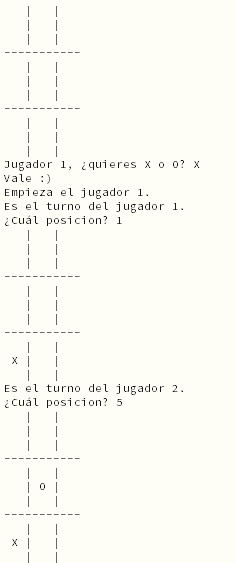 Jugador 1, ¿quieres X o O? X
Vale :)
Empieza el jugador 1.
Es el turno del jugador 1.
¿Cuál posicion? 1
X
Es el turno del jugador 2.
¿Cuál posicion? 5
O
X